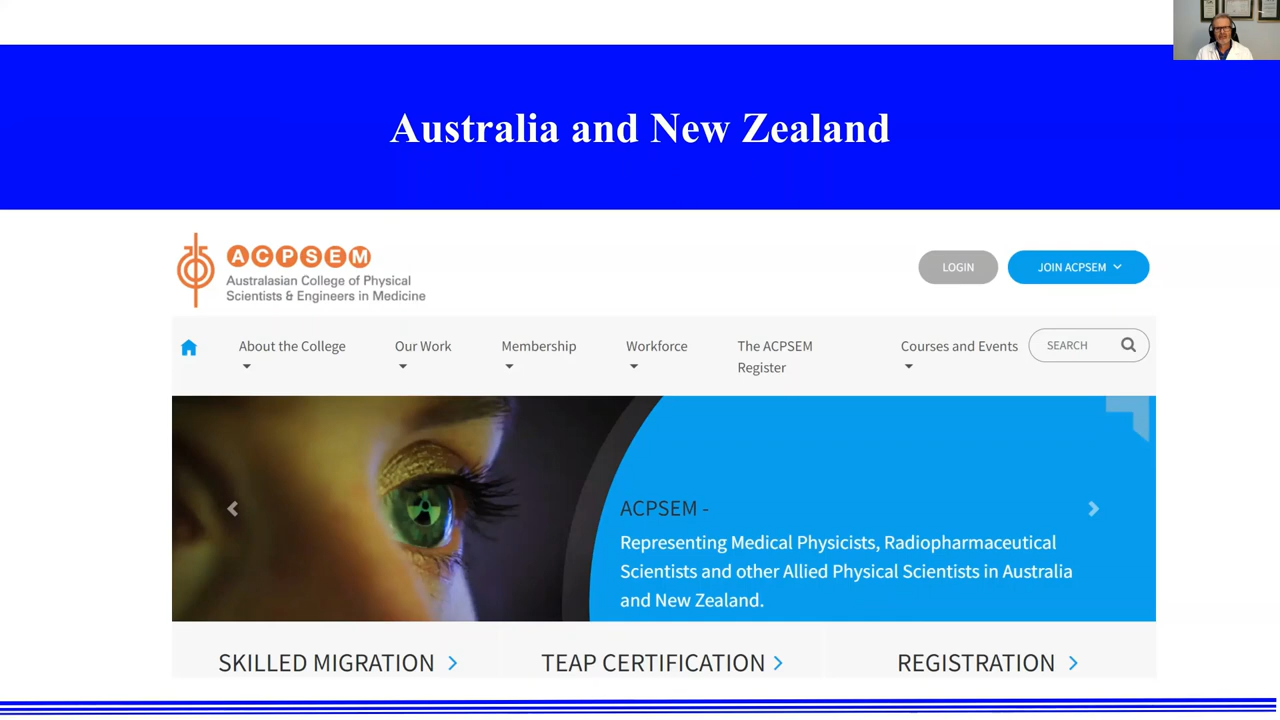 Australia and New Zealand
ACPSEM
Australasian College of Physical
Scientists & Engineers in Medicine
LOGIN
JOIN ACPSEM
About the College
Our Work
Membership
Workforce
The ACPSEM
Register
Courses and Events
SEARCH
ACPSEM -
Representing Medical Physicists, Radiopharmaceutical
Scientists and other Allied Physical Scientists in Australia
and New Zealand.
SKILLED MIGRATION
TEAP CERTIFICATION
REGISTRATION